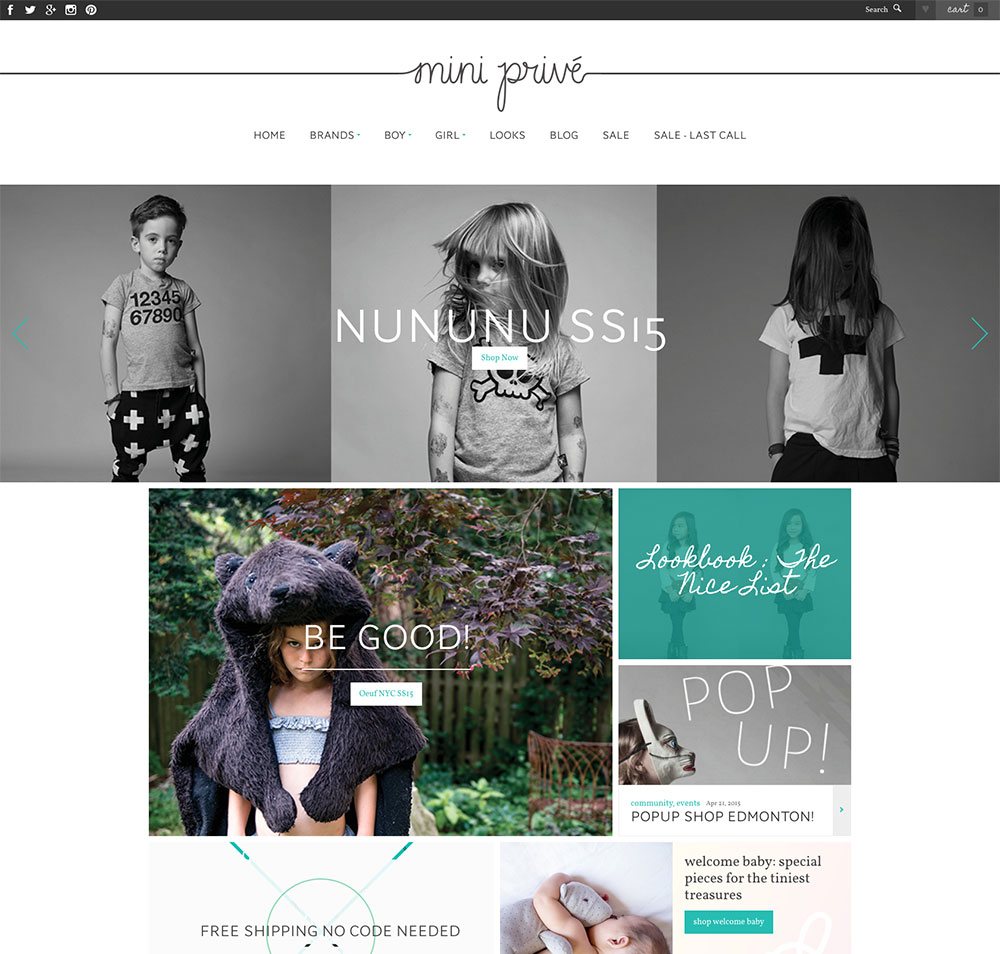 Search
cart 0
mini privé
HOME BRANDS BOY GIRL LOOKS BLOG SALE SALE - LAST CALL
12345
67890
NUNUNU SS15
Shop Now
BE GOOD!
Oeuf NYC SS15
Lookbook : The
Nice List
POP
UP!
community, events Apr 21, 2015
POPUP SHOP EDMONTON!
FREE SHIPPING NO CODE NEEDED
welcome baby: special
pieces for the tiniest
treasures
shop welcome baby